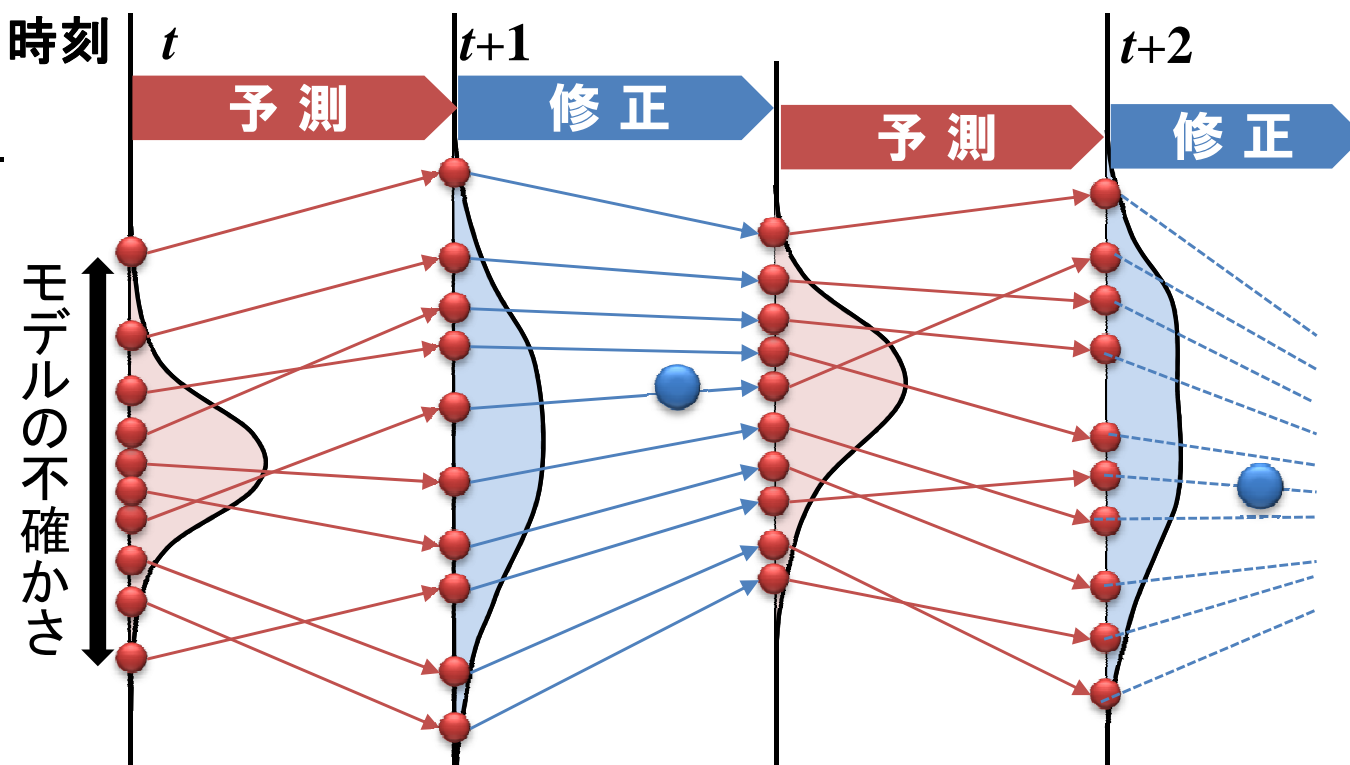 時刻
t
t+1
t+2
予 測
修 正
予 測
修 正
モデルの不確かさ